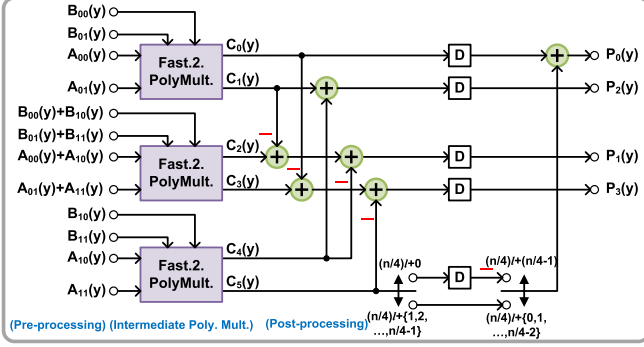 B00(y)
B01(y)
A00(y)
A01(y)
Fast.2.
PolyMult.
C0(y)
C1(y)
D
D
P0(y)
P2(y)
B00(y)+B10(y)
B01(y)+B11(y)
A00(y)+A10(y)
A01(y)+A11(y)
Fast.2.
PolyMult.
C2(y)
C3(y)
D
D
P1(y)
P3(y)
B10(y)
B11(y)
A10(y)
A11(y)
Fast.2.
PolyMult.
C4(y)
C5(y)
(n/4)/+0
D
(n/4)/+(n/4-1)
(n/4)/+{1,2,
...,n/4-1}
(n/4)/+{0,1,
...,n/4-2}
(Pre-processing) (Intermediate Poly. Mult.) (Post-processing)